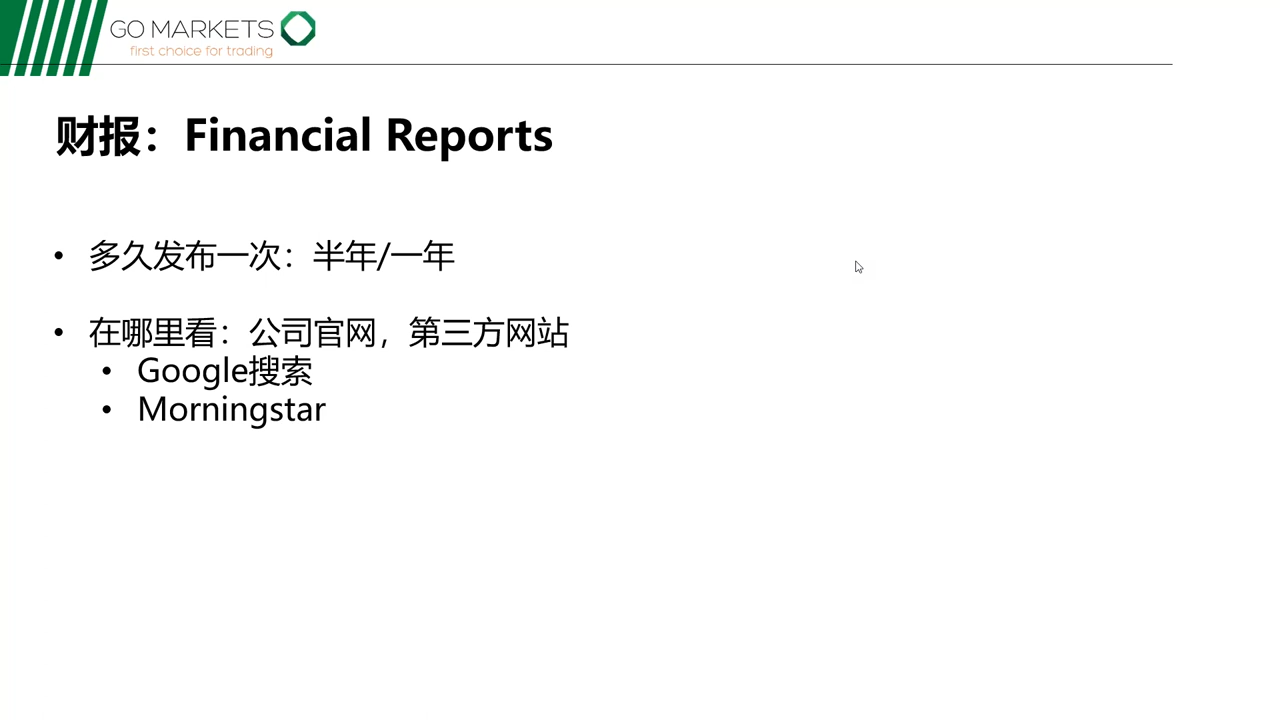 GO MARKETS
first choice for trading
财报：Financial Reports
• 多久发布一次：半年/一年
• 在哪里看：公司官网，第三方网站
• Google搜索
• Morningstar